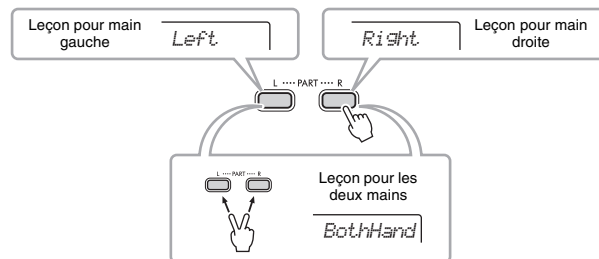 Leçon pour main
gauche
Left
Right
Leçon pour main
droite
L ···· PART ···· R
L ···· PART ···· R
Leçon pour les
deux mains
BothHand